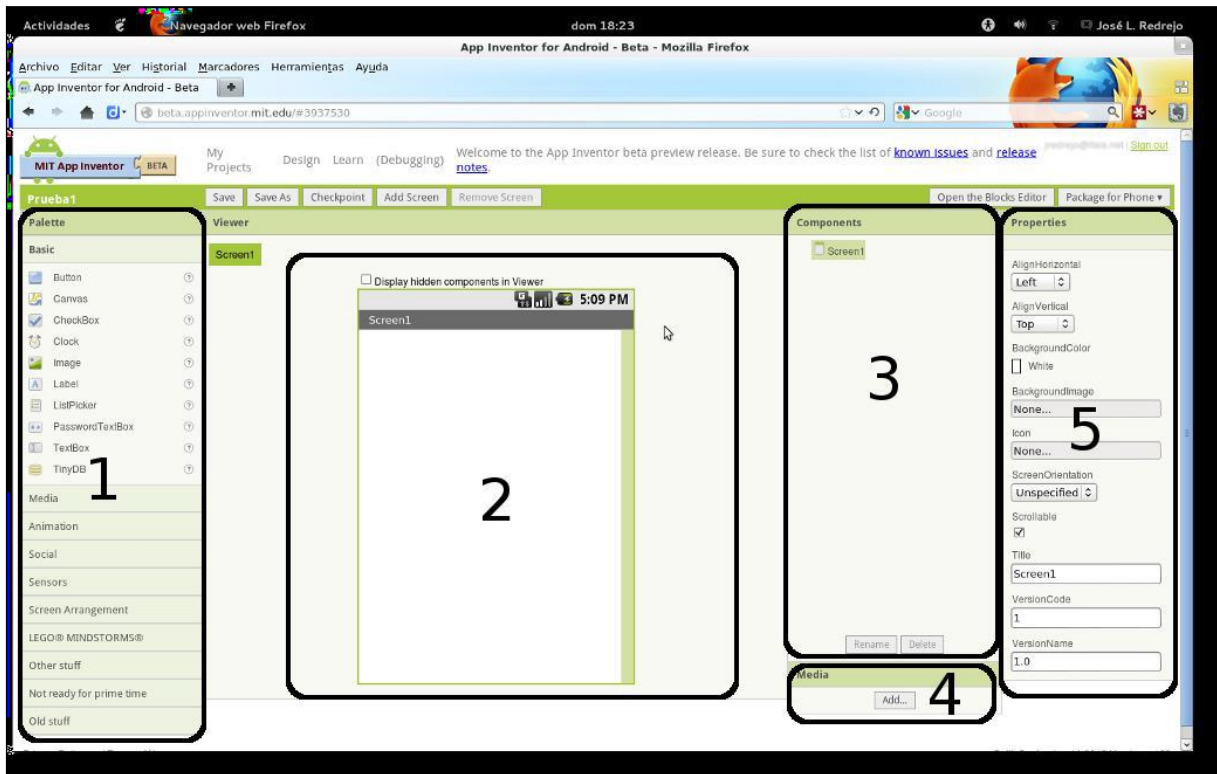 Actividades Navegador web Firefox dom 18:23 José L. Redrejo
App Inventor for Android - Beta - Mozilla Firefox
Archivo Editar Ver Historial Marcadores Herramientas Ayuda
App Inventor for Android - Beta
beta.appinventor.mit.edu/#3937530 Google
MIT App Inventor BETA
My Projects Design Learn (Debugging)
Welcome to the App Inventor beta preview release. Be sure to check the list of known issues and release
notes.
Sign out
Prueba1 Save Save As Checkpoint Add Screen Remove Screen Open the Blocks Editor Package for Phone
Palette
Basic
Button
Canvas
CheckBox
Clock
Image
Label
ListPicker
PasswordTextBox
TextBox
TinyDB
1
Media
Animation
Social
Sensors
Screen Arrangement
LEGO® MINDSTORMS®
Other stuff
Not ready for prime time
Old stuff
Viewer
Screen1
Display hidden components in Viewer
5:09 PM
Screen1
2
Components
Screen1
3
Rename Delete
Media
Add...
4
Properties
AlignHorizontal
Left
AlignVertical
Top
BackgroundColor
White
BackgroundImage
None...
5
Icon
None...
ScreenOrientation
Unspecified
Scrollable
Title
Screen1
VersionCode
1
VersionName
1.0